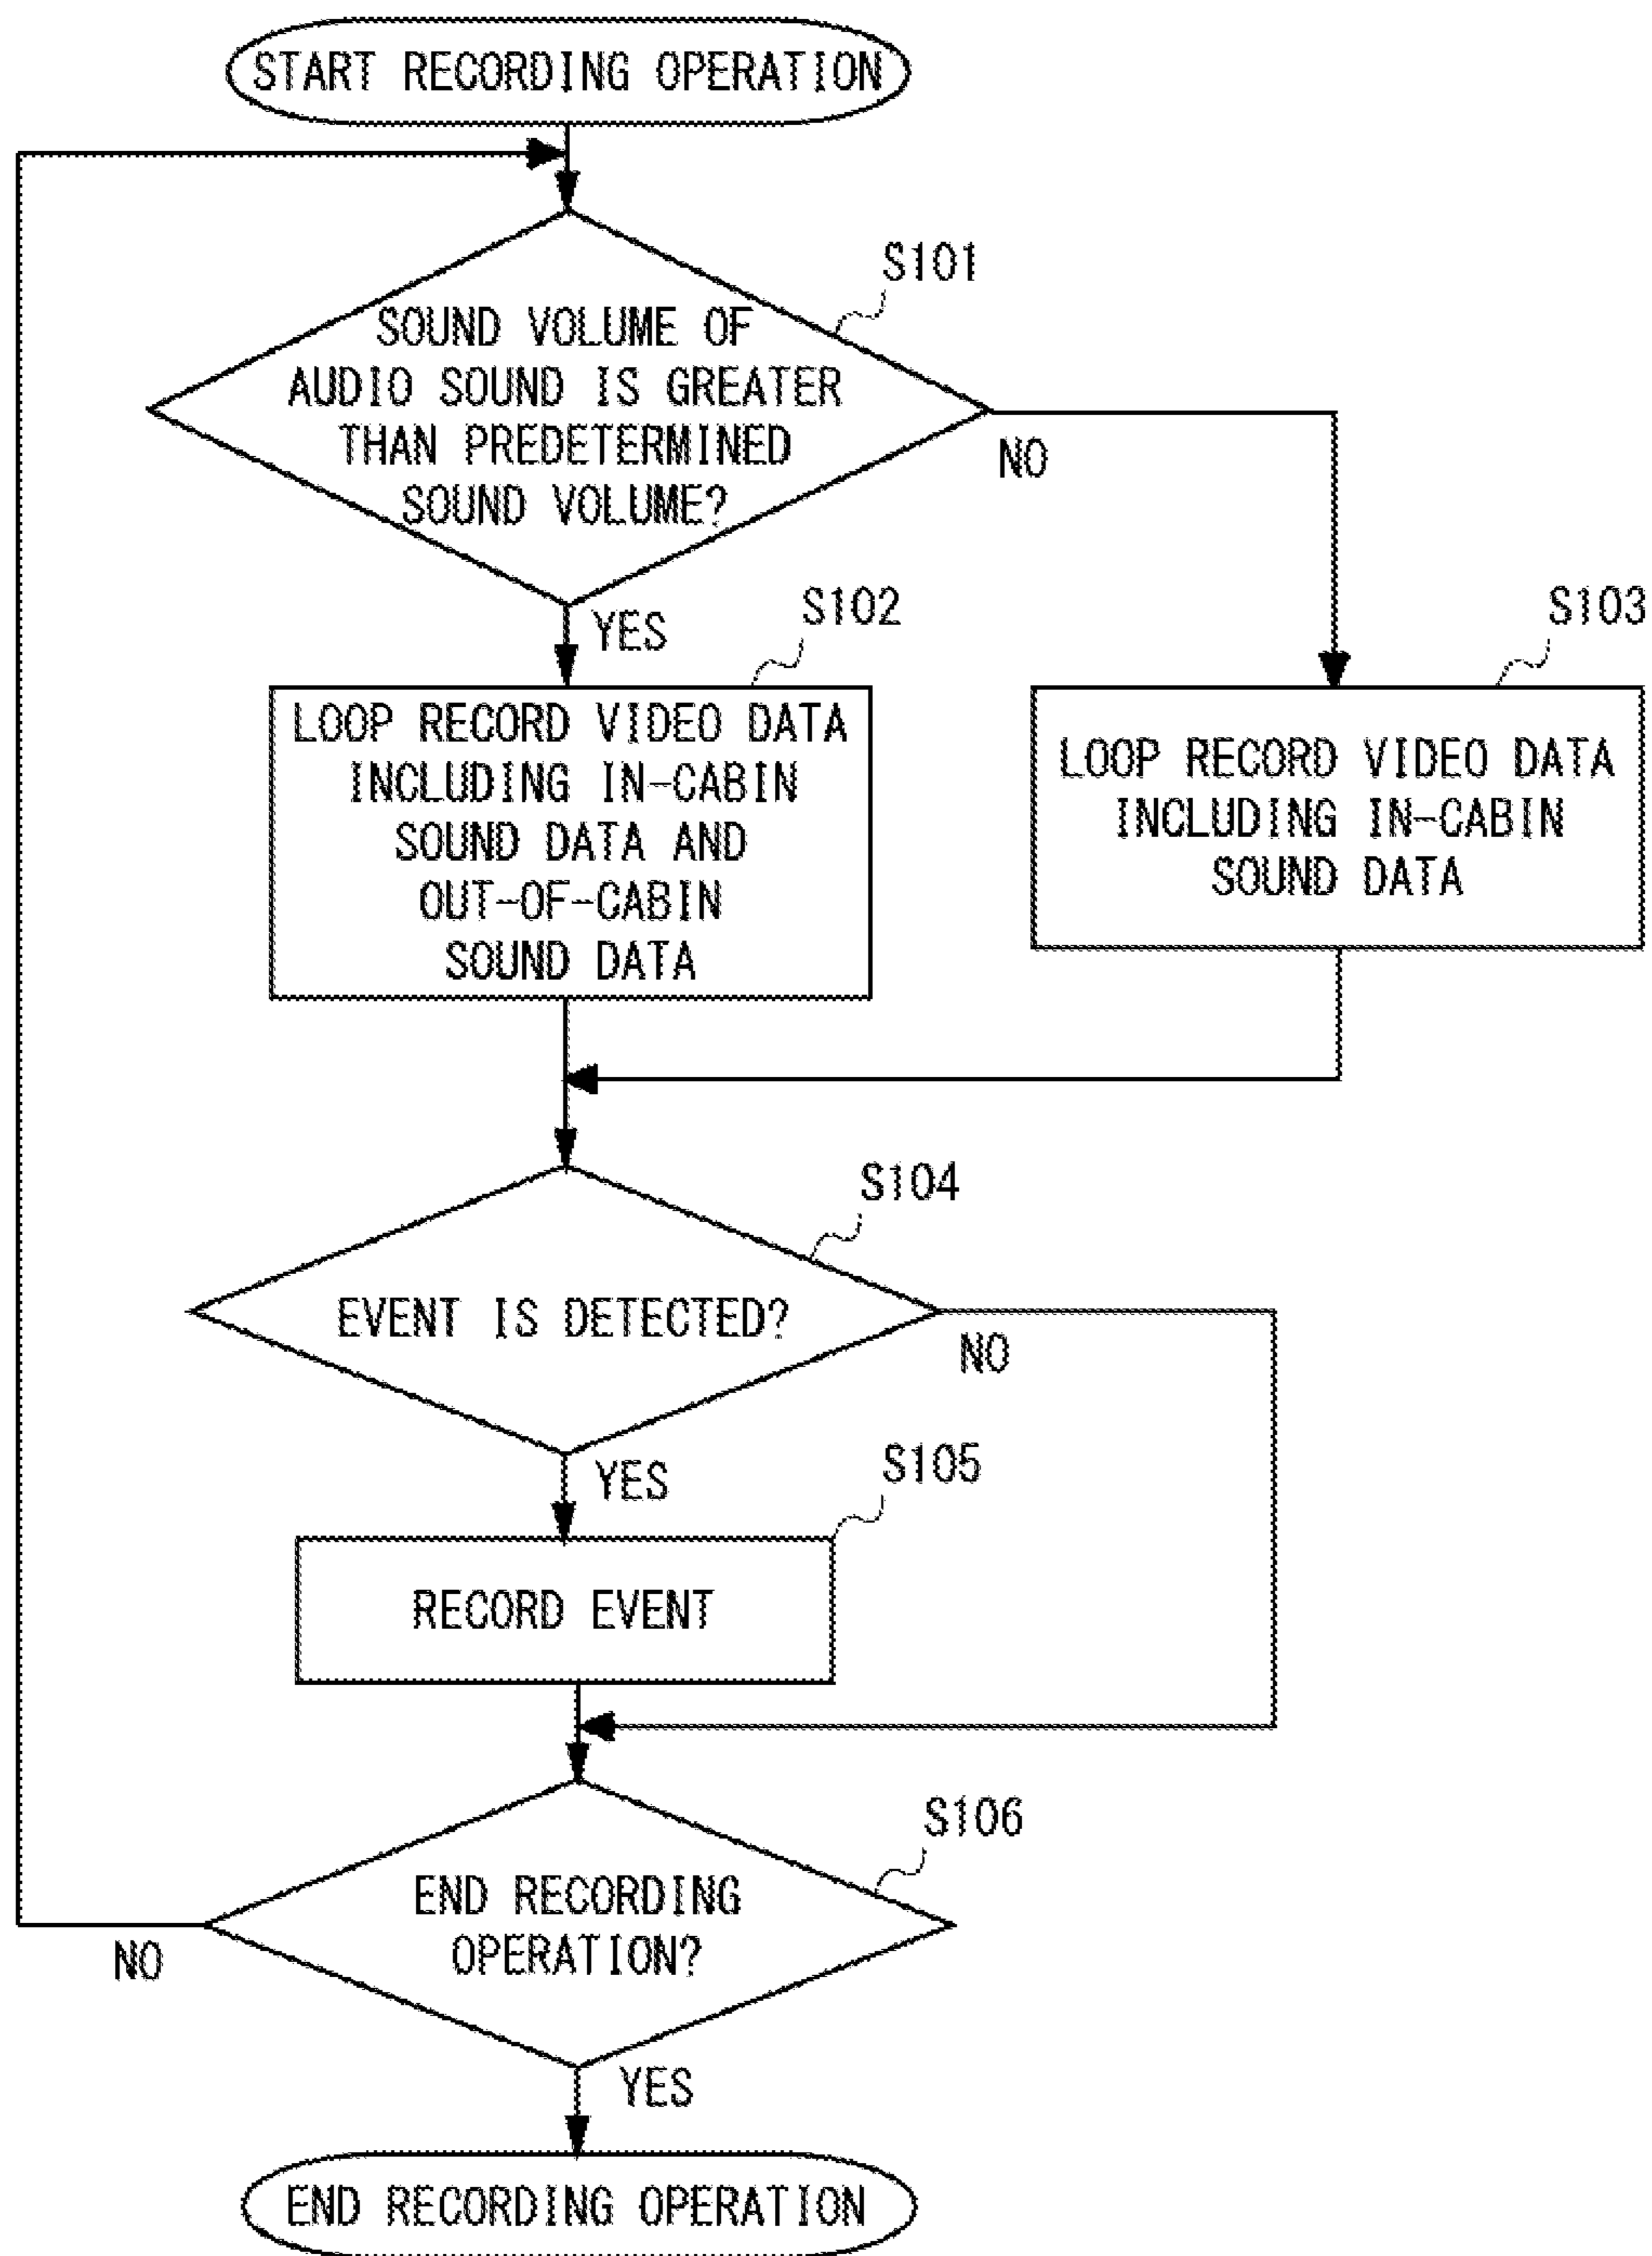 START RECORDING OPERATION
S101
SOUND VOLUME OF
AUDIO SOUND IS GREATER
THAN PREDETERMINED
SOUND VOLUME?
NO
YES
S102
S103
LOOP RECORD VIDEO DATA
INCLUDING IN-CABIN
SOUND DATA AND
OUT-OF-CABIN
SOUND DATA
LOOP RECORD VIDEO DATA
INCLUDING IN-CABIN
SOUND DATA
S104
EVENT IS DETECTED?
NO
YES
S105
RECORD EVENT
S106
END RECORDING
OPERATION?
NO
YES
END RECORDING OPERATION